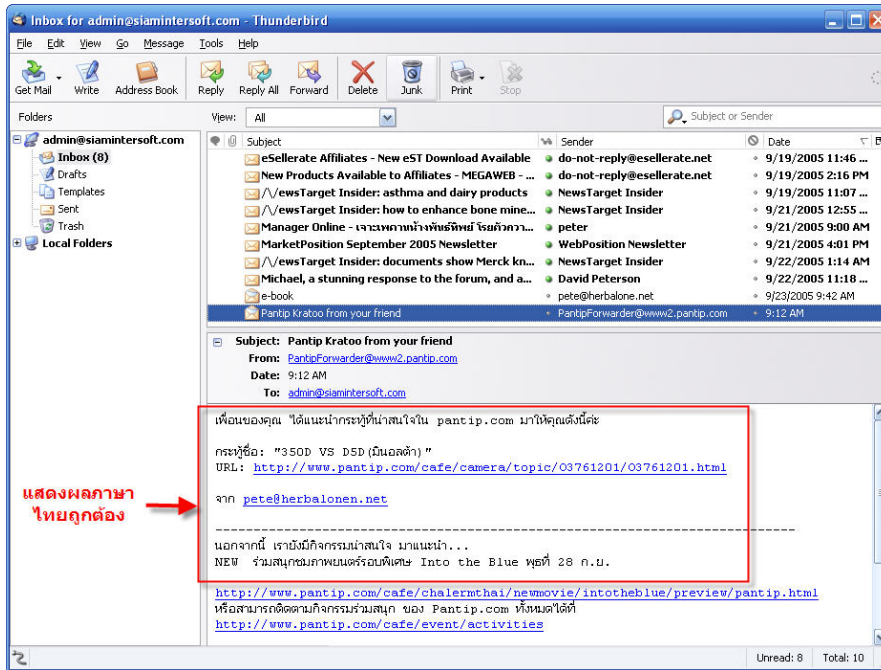 Inbox for admin@siamintersoft.com - Thunderbird
File Edit View Go Message Tools Help
Get Mail Write Address Book Reply Reply All Forward Delete Junk Print Stop
Folders View: All Subject or Sender
admin@siamintersoft.com
Inbox (8)
Drafts
Templates
Sent
Trash
Local Folders
Subject Sender Date
eSellerate Affiliates - New eST Download Available do-not-reply@esellerate.net 9/19/2005 11:46 ...
New Products Available to Affiliates - MEGAWEB - ... do-not-reply@esellerate.net 9/19/2005 2:16 PM
/\/ewsTarget Insider: asthma and dairy products NewsTarget Insider 9/19/2005 11:07 ...
/\/ewsTarget Insider: how to enhance bone mine... NewsTarget Insider 9/21/2005 12:55 ...
Manager Online - เจาะเพดานห้างพันธุ์ทิพย์ peter 9/21/2005 9:00 AM
MarketPosition September 2005 Newsletter WebPosition Newsletter 9/21/2005 4:01 PM
/\/ewsTarget Insider: documents show Merck kn... NewsTarget Insider 9/22/2005 1:14 AM
Michael, a stunning response to the forum, and a... David Peterson 9/22/2005 11:18 ...
e-book pete@herbalone.net 9/23/2005 9:42 AM
Pantip Kratoo from your friend PantipForwarder@www2.pantip.com 9:12 AM
Subject: Pantip Kratoo from your friend
From: PantipForwarder@www2.pantip.com
Date: 9:12 AM
To: admin@siamintersoft.com
เพื่อนของคุณ ได้แนะนำกระทู้ที่น่าสนใจใน pantip.com มาให้คุณดังนี้ค่ะ
กระทู้ชื่อ: "350D VS D5D(มินอลต้า)"
URL: http://www.pantip.com/cafe/camera/topic/O3761201/O3761201.html
จาก pete@herbalonen.net
แสดงผลภาษา
ไทยถูกต้อง
--------------------------------------------------------------------------------
นอกจากนี้ เรายังมีกิจกรรมน่าสนใจ มาแนะนำ...
NEW ร่วมสนุกชมภาพยนตร์รอบพิเศษ Into the Blue พุธที่ 28 ก.ย.
http://www.pantip.com/cafe/chalermthai/newmovie/intotheblue/preview/pantip.html
หรือสามารถติดตามกิจกรรมร่วมสนุก ของ Pantip.com ทั้งหมดได้ที่
http://www.pantip.com/cafe/event/activities
Unread: 8 Total: 10